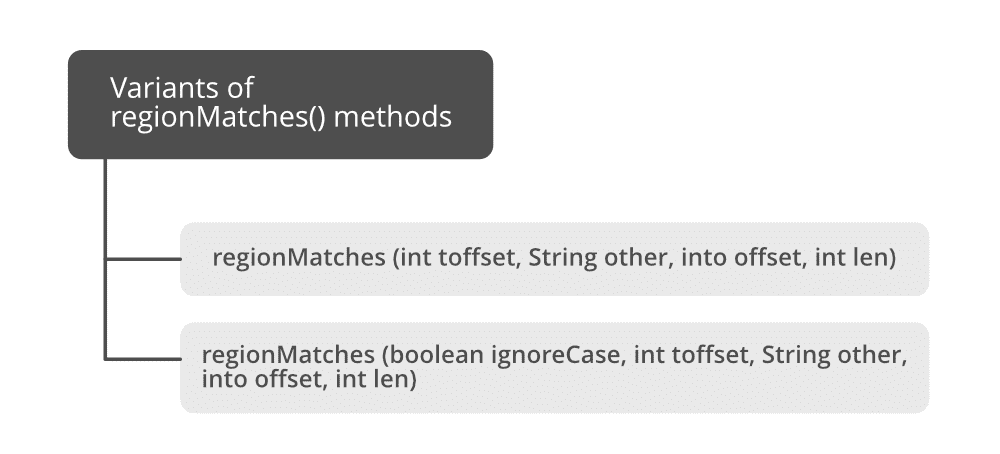 Variants of
regionMatches() methods
regionMatches (int toffset, String other, into offset, int len)
regionMatches (boolean ignoreCase, int toffset, String other,
into offset, int len)